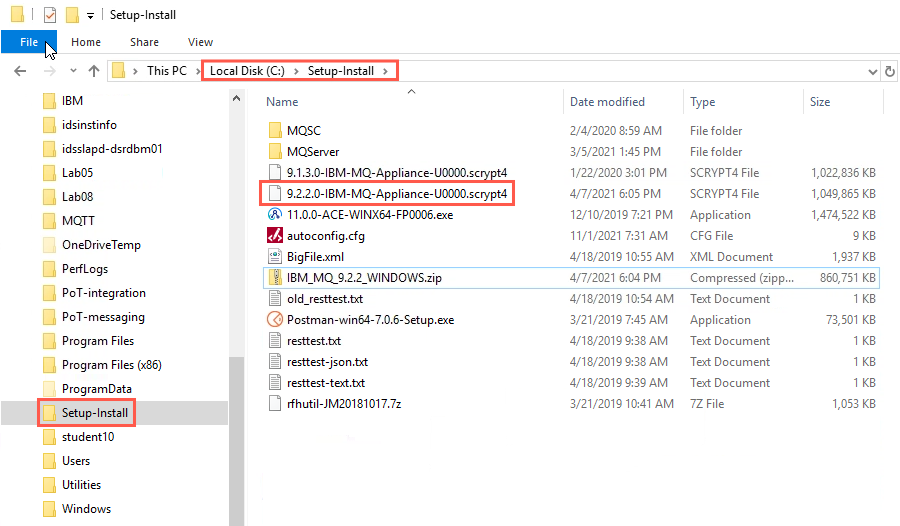 Setup-Install
File Home Share View
This PC > Local Disk (C:) > Setup-Install >
IBM
idsinstinfo
idsslapd-dsrdbm01
Lab05
Lab08
MQTT
OneDriveTemp
PerfLogs
PoT-integration
PoT-messaging
Program Files
Program Files (x86)
ProgramData
Setup-Install
student10
Users
Utilities
Windows
Name Date modified Type Size
MQSC 2/4/2020 8:59 AM File folder
MQServer 3/5/2021 1:45 PM File folder
9.1.3.0-IBM-MQ-Appliance-U0000.scrypt4 1/22/2020 3:01 PM SCRYPT4 File 1,022,836 KB
9.2.2.0-IBM-MQ-Appliance-U0000.scrypt4 4/7/2021 6:05 PM SCRYPT4 File 1,049,865 KB
11.0.0-ACE-WINX64-FP0006.exe 12/10/2019 7:21 PM Application 1,474,522 KB
autoconfig.cfg 11/1/2021 7:31 AM CFG File 9 KB
BigFile.xml 4/18/2019 10:55 AM XML Document 1,937 KB
IBM_MQ_9.2.2_WINDOWS.zip 4/7/2021 6:04 PM Compressed (zipp... 860,751 KB
old_resttest.txt 4/18/2019 10:54 AM Text Document 1 KB
Postman-win64-7.0.6-Setup.exe 3/21/2019 7:45 AM Application 73,501 KB
resttest.txt 4/18/2019 9:38 AM Text Document 1 KB
resttest-json.txt 4/18/2019 9:38 AM Text Document 1 KB
resttest-text.txt 4/18/2019 9:39 AM Text Document 1 KB
rfhutil-JM20181017.7z 3/21/2019 10:41 AM 7Z File 1,053 KB